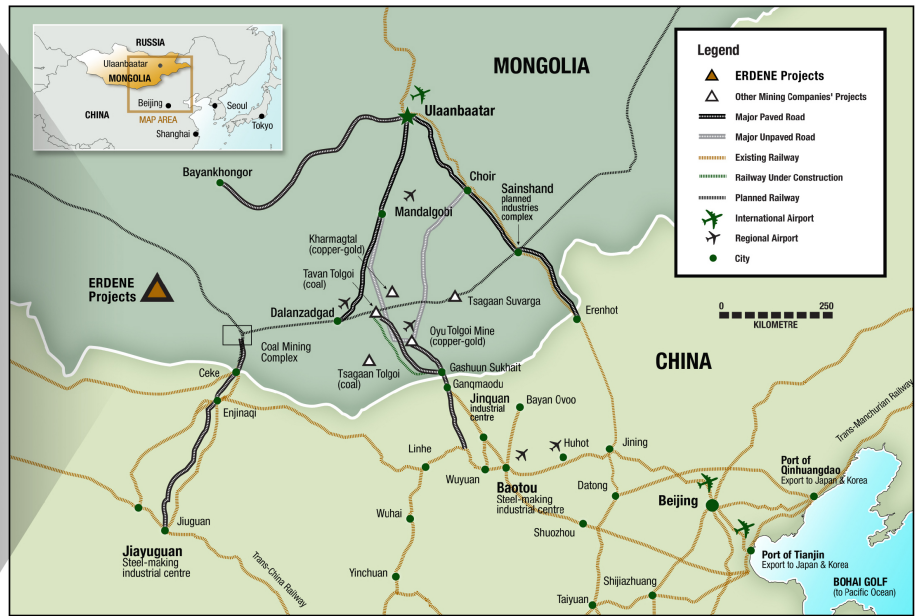 RUSSIA
Ulaanbaatar
MONGOLIA
Beijing
Seoul
CHINA
MAP AREA
Tokyo
Shanghai
MONGOLIA
Ulaanbaatar
Bayankhongor
Choir
Sainshand
planned
industries
complex
Mandalgobi
Kharmagtal
(copper-gold)
Tavan Tolgoi
(coal)
ERDENE
Projects
Tsagaan Suvarga
Dalanzadgad
Erenhot
Oyu Tolgoi Mine
(copper-gold)
Coal Mining
Complex
Tsagaan Tolgoi
(coal)
Gashuun Sukhait
Ceke
Ganqmaodu
Enjinaqi
Jinquan
industrial
centre
Bayan Ovoo
CHINA
Legend
ERDENE Projects
Other Mining Companies' Projects
Major Paved Road
Major Unpaved Road
Existing Railway
Railway Under Construction
Planned Railway
International Airport
Regional Airport
City
0
250
KILOMETRE
Trans-Manchurian Railway
Linhe
Huhot
Jining
Wuyuan
Baotou
Steel-making
industrial centre
Datong
Beijing
Port of
Qinhuangdao
Export to Japan & Korea
Wuhai
Shuozhou
Jiuguan
Jiayuguan
Steel-making
industrial centre
Trans-China Railway
Yinchuan
Port of Tianjin
Export to Japan & Korea
Shijiazhuang
Taiyuan
BOHAI GOLF
(to Pacific Ocean)